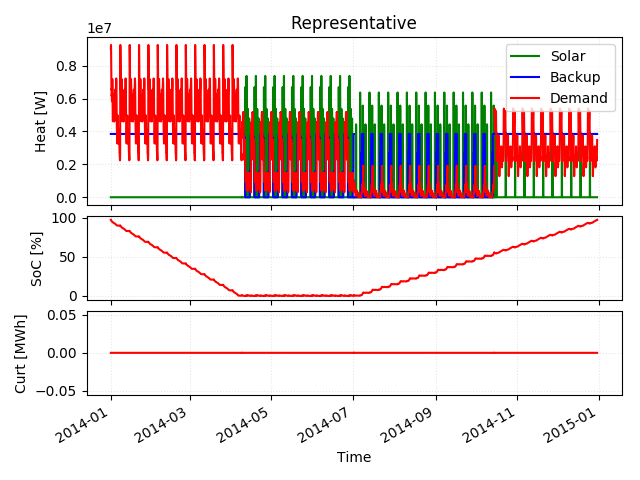 Representative
1e7
Solar
Backup
Demand
Heat [W]
0.8
0.6
0.4
0.2
0.0
SoC [%]
100
50
0
Curt [MWh]
0.05
0.00
−0.05
2014-01
2014-03
2014-05
2014-07
2014-09
2014-11
2015-01
Time